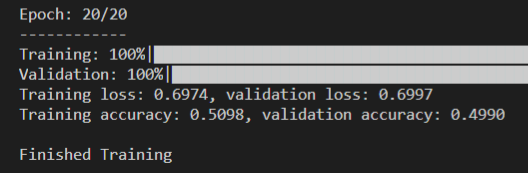 Epoch: 20/20
------------
Training: 100%|
Validation: 100%|
Training loss: 0.6974, validation loss: 0.6997
Training accuracy: 0.5098, validation accuracy: 0.4990
Finished Training